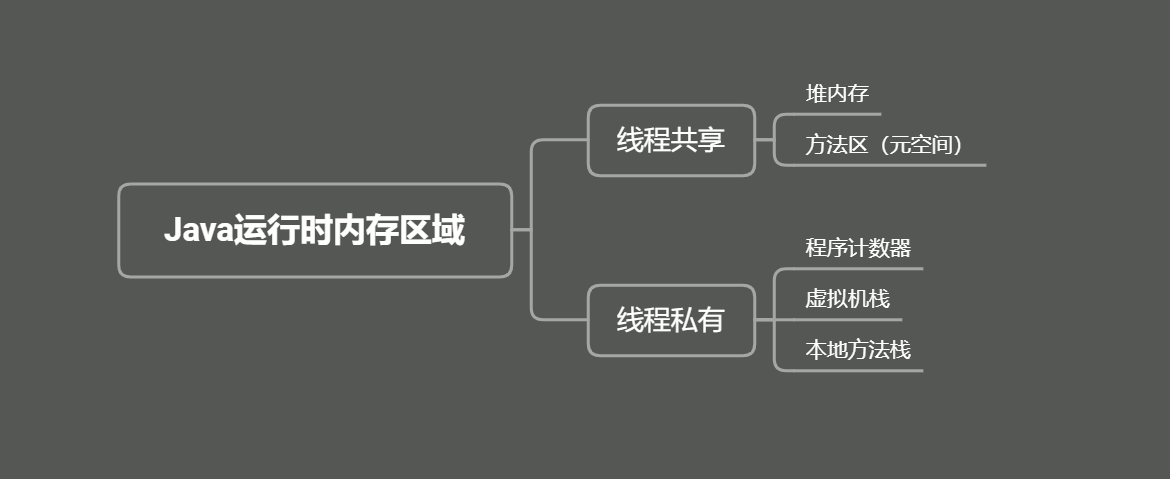 Java运行时内存区域
线程共享
堆内存
方法区（元空间）
线程私有
程序计数器
虚拟机栈
本地方法栈